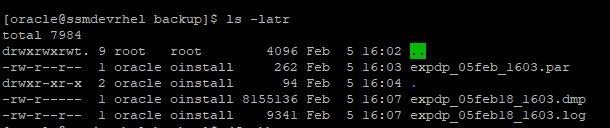 [oracle@ssmdevrhel backup]$ ls -latr
total 7984
drwxrwxrwt. 9 root   root        4096 Feb  5 16:02 ..
-rw-r--r--  1 oracle oinstall     262 Feb  5 16:03 expdp_05feb_1603.par
drwxr-xr-x  2 oracle oinstall      94 Feb  5 16:04 .
-rw-r-----  1 oracle oinstall 8155136 Feb  5 16:07 expdp_05feb18_1603.dmp
-rw-r--r--  1 oracle oinstall    9341 Feb  5 16:07 expdp_05feb18_1603.log